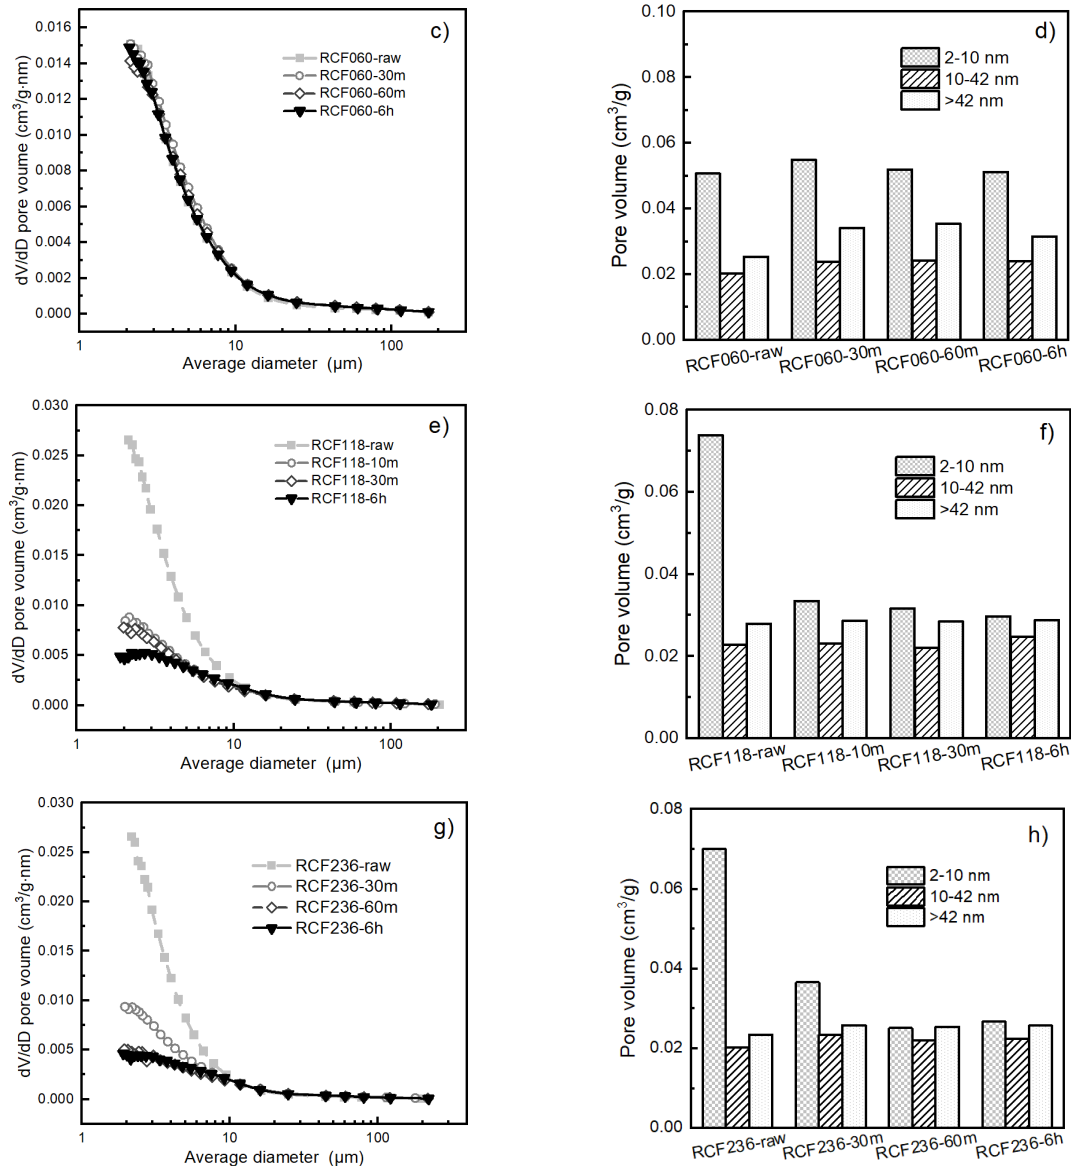 c)
RCF060-raw
RCF060-30m
RCF060-60m
RCF060-6h
0.016
0.014
0.012
0.010
0.008
0.006
0.004
0.002
0.000
dV/dD pore voume (cm³/g·nm)
1 10 100
Average diameter (μm)
d)
2-10 nm
10-42 nm
>42 nm
0.10
0.08
0.06
0.04
0.02
0.00
Pore volume (cm³/g)
RCF060-raw RCF060-30m RCF060-60m RCF060-6h
e)
RCF118-raw
RCF118-10m
RCF118-30m
RCF118-6h
0.030
0.025
0.020
0.015
0.010
0.005
0.000
dV/dD pore voume (cm³/g·nm)
1 10 100
Average diameter (μm)
f)
2-10 nm
10-42 nm
>42 nm
0.08
0.06
0.04
0.02
0.00
Pore volume (cm³/g)
RCF118-raw RCF118-10m RCF118-30m RCF118-6h
g)
RCF236-raw
RCF236-30m
RCF236-60m
RCF236-6h
0.030
0.025
0.020
0.015
0.010
0.005
0.000
dV/dD pore voume (cm³/g·nm)
1 10 100
Average diameter (μm)
h)
2-10 nm
10-42 nm
>42 nm
0.08
0.06
0.04
0.02
0.00
Pore volume (cm³/g)
RCF236-raw RCF236-30m RCF236-60m RCF236-6h